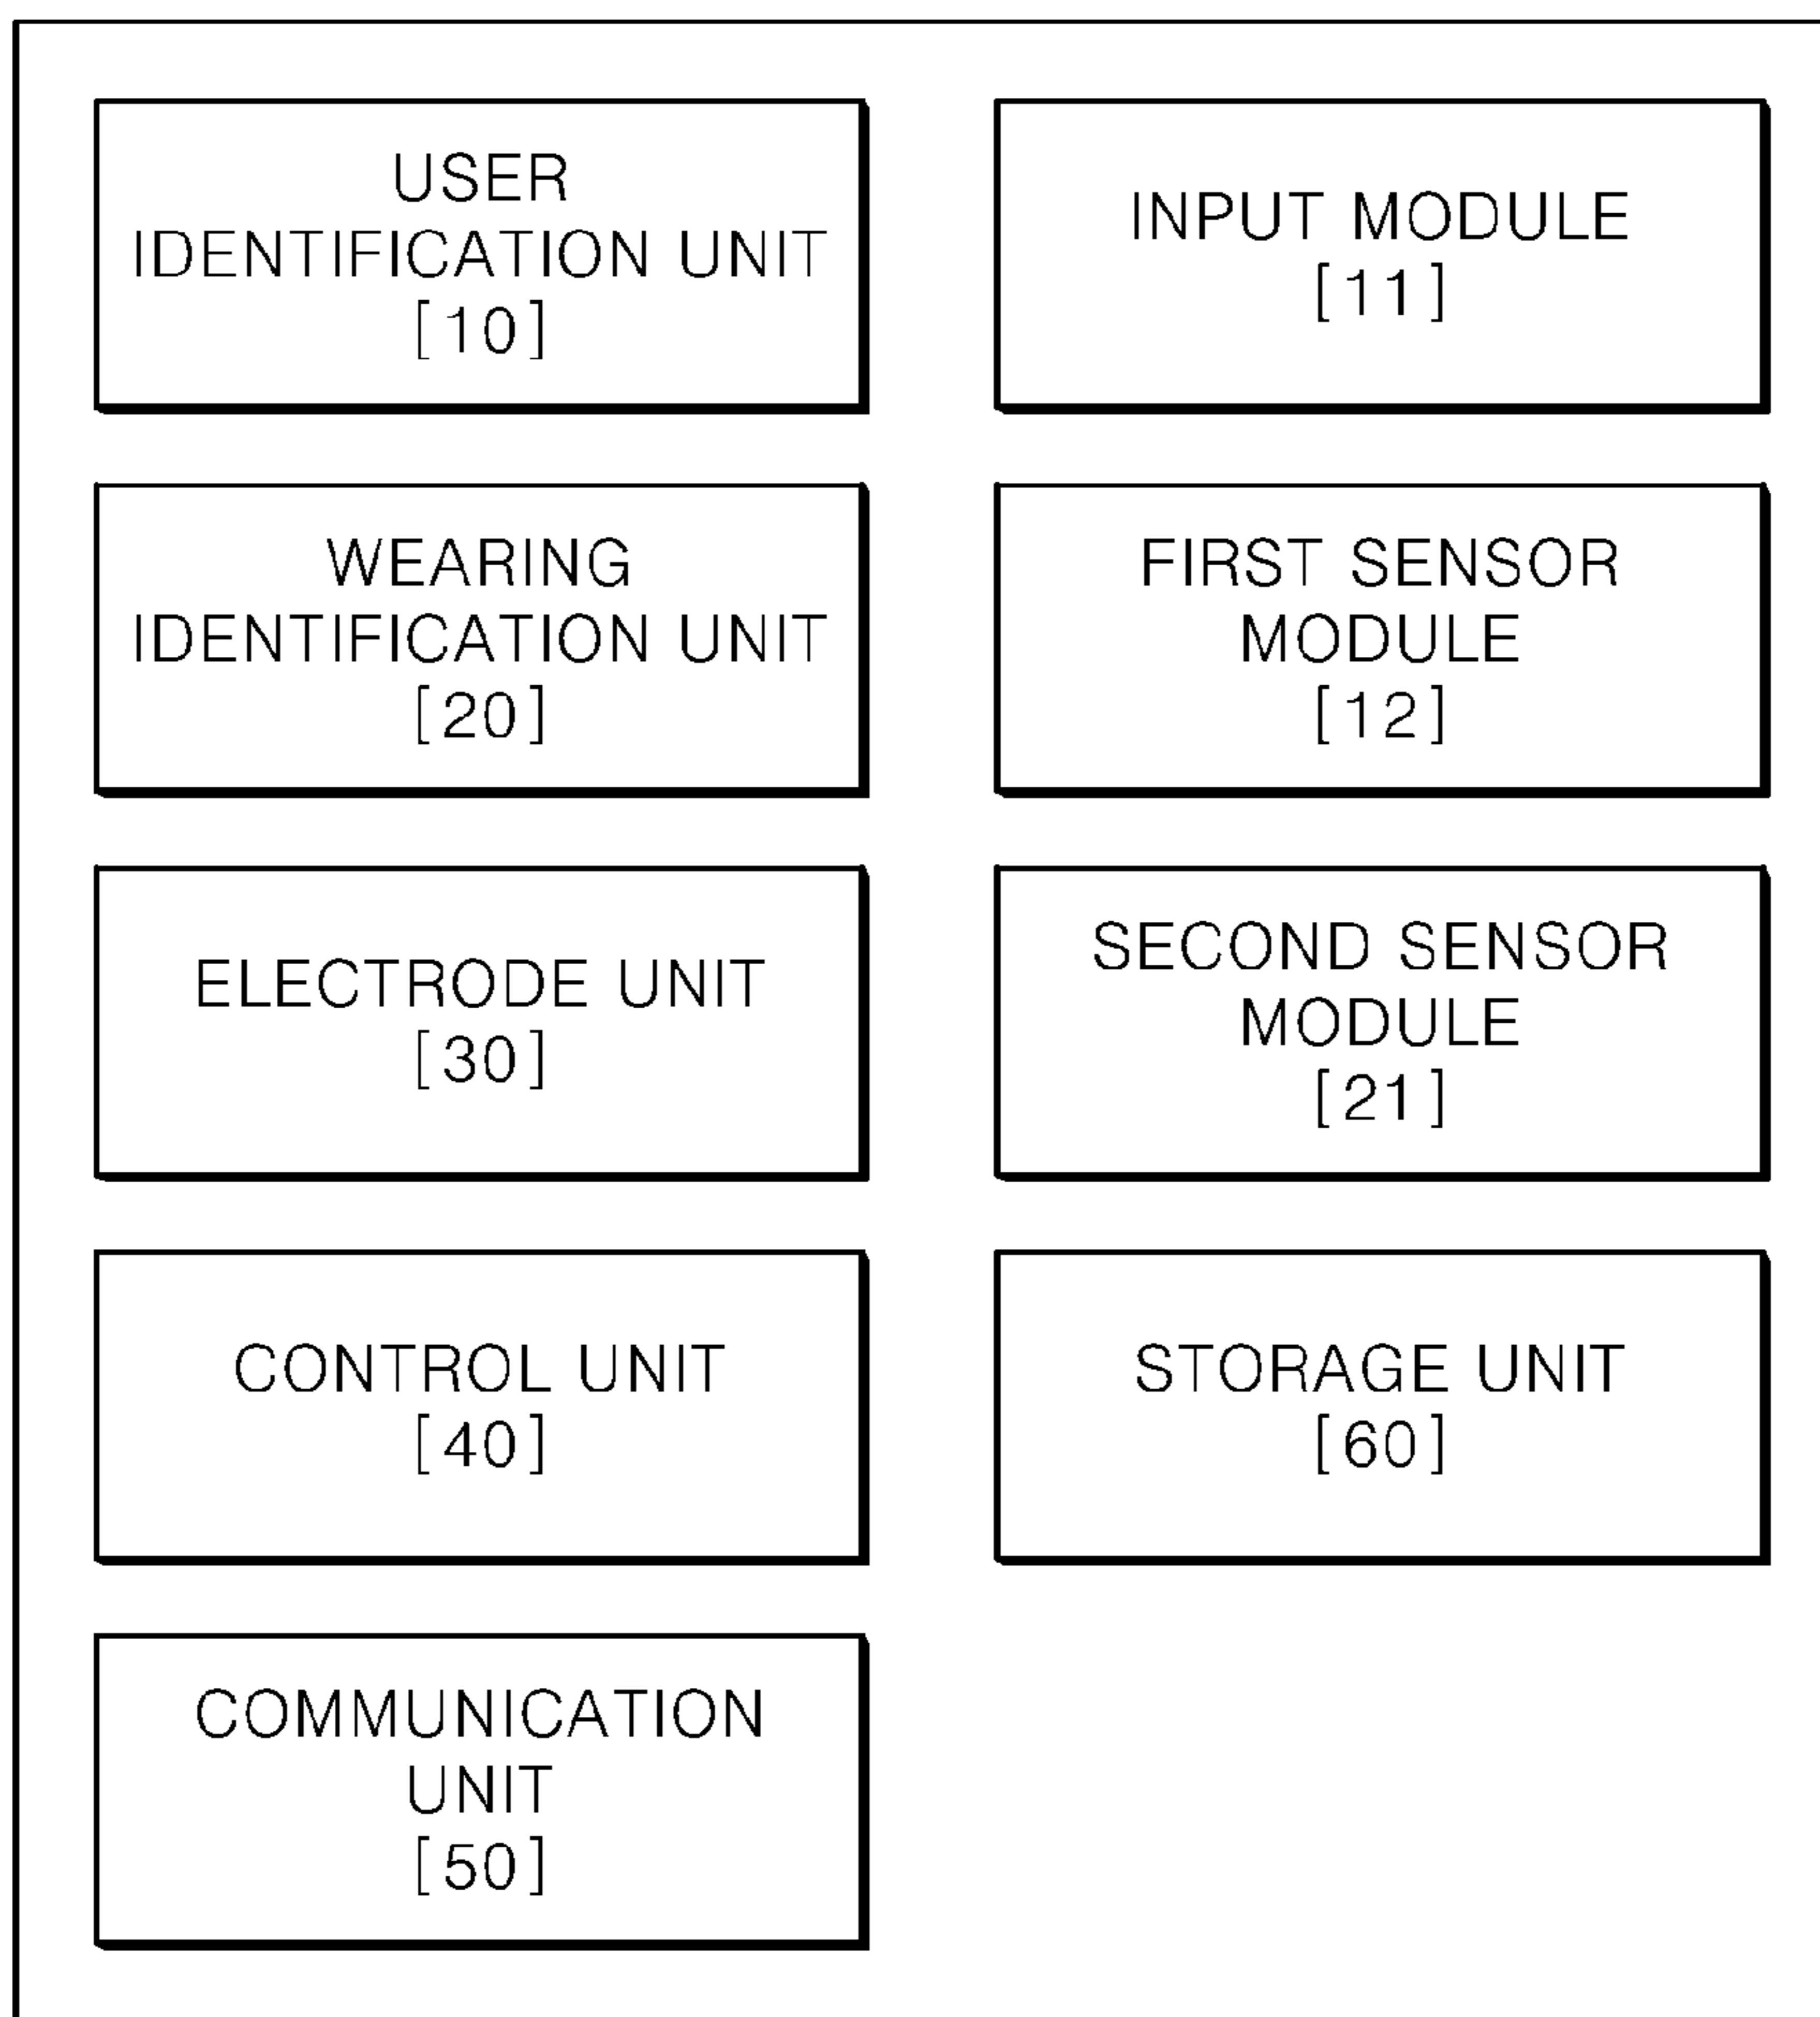 USER
IDENTIFICATION UNIT
[10]
INPUT MODULE
[11]
WEARING
IDENTIFICATION UNIT
[20]
FIRST SENSOR
MODULE
[12]
ELECTRODE UNIT
[30]
SECOND SENSOR
MODULE
[21]
CONTROL UNIT
[40]
STORAGE UNIT
[60]
COMMUNICATION
UNIT
[50]